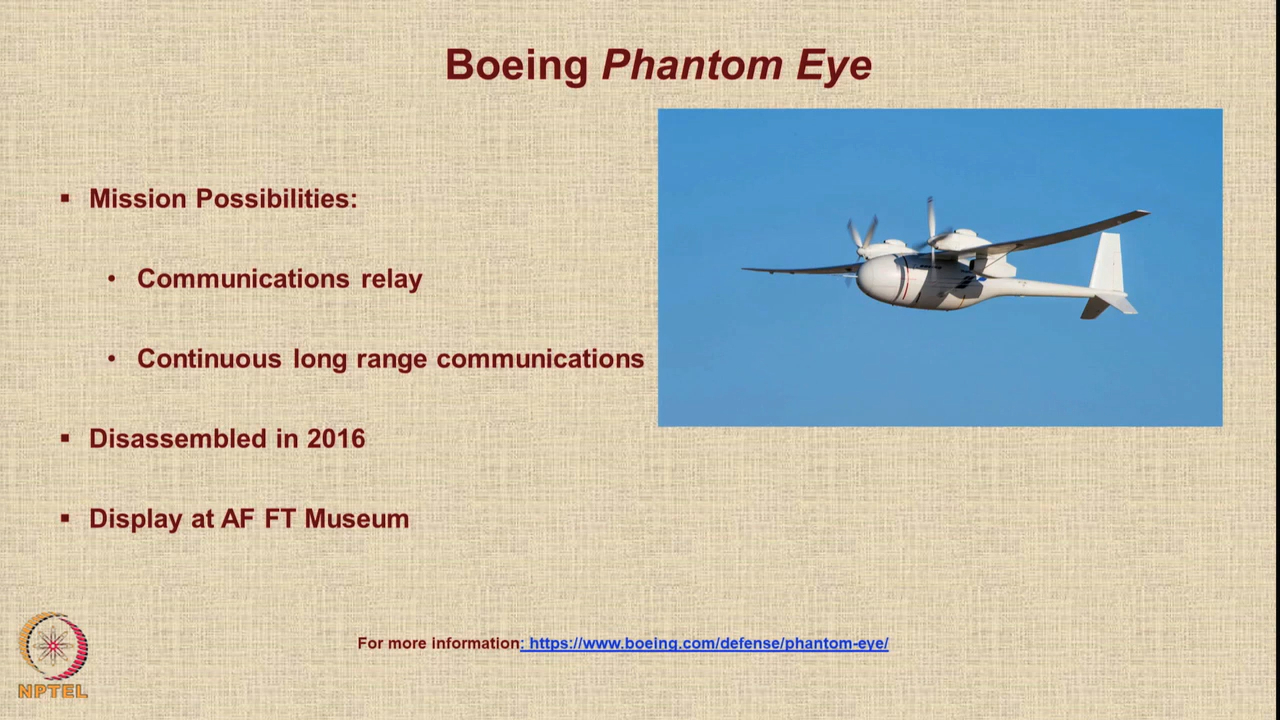 Boeing Phantom Eye
▪ Mission Possibilities:
• Communications relay
• Continuous long range communications
▪ Disassembled in 2016
▪ Display at AF FT Museum
For more information: https://www.boeing.com/defense/phantom-eye/
NPTEL